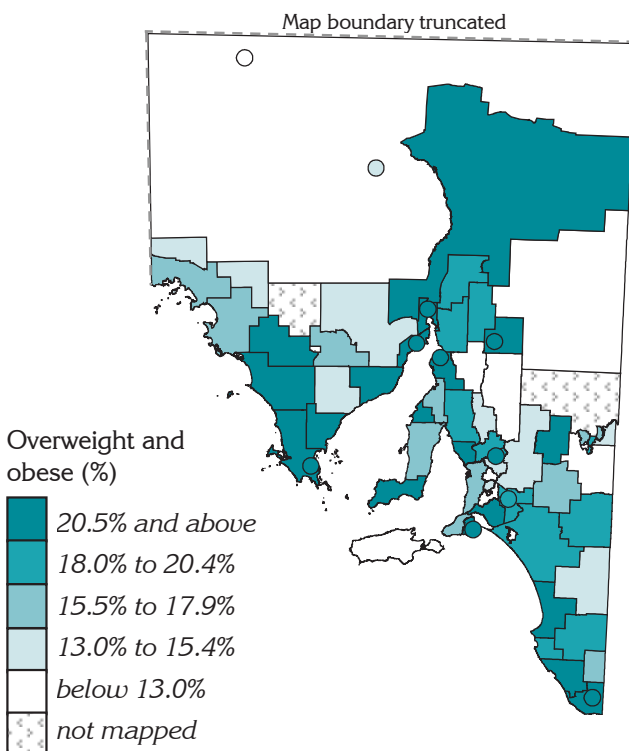 Map boundary truncated
Overweight and
obese (%)
20.5% and above
18.0% to 20.4%
15.5% to 17.9%
13.0% to 15.4%
below 13.0%
not mapped